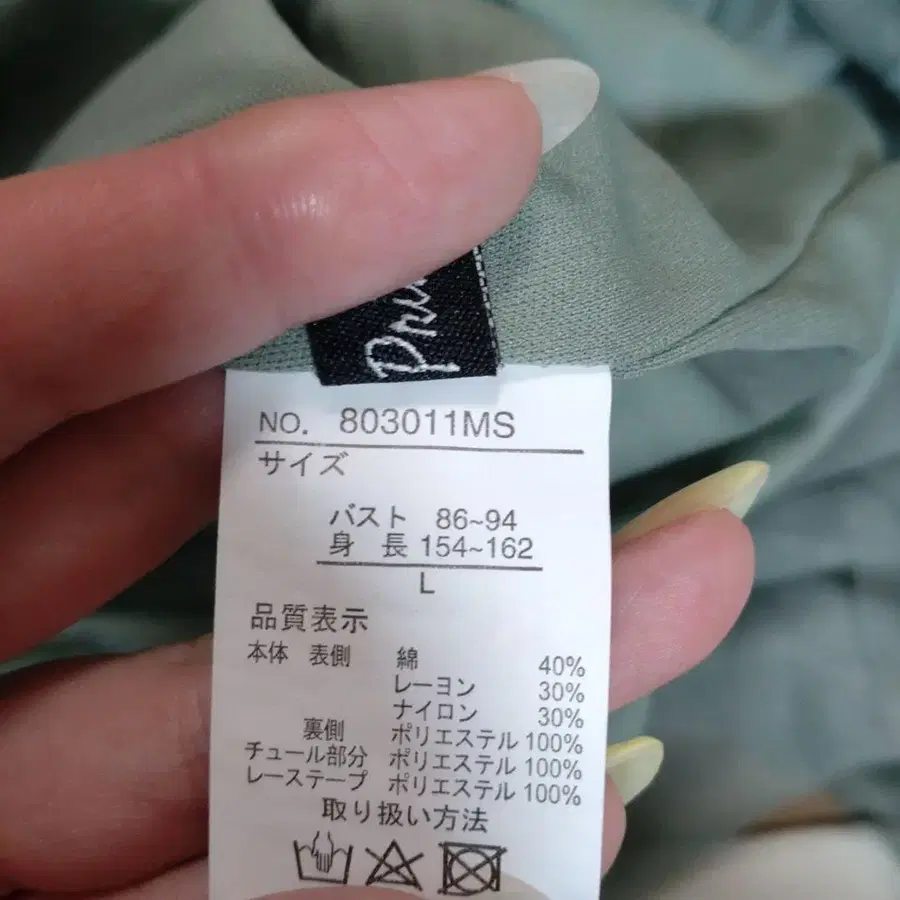 NO. 803011MS
サイズ
バスト 86~94
身 長 154~162
L
品質表示
本体 表側 綿 40%
レーヨン 30%
ナイロン 30%
裏側 ポリエステル 100%
チュール部分 ポリエステル 100%
レーステープ ポリエステル 100%
取り扱い方法